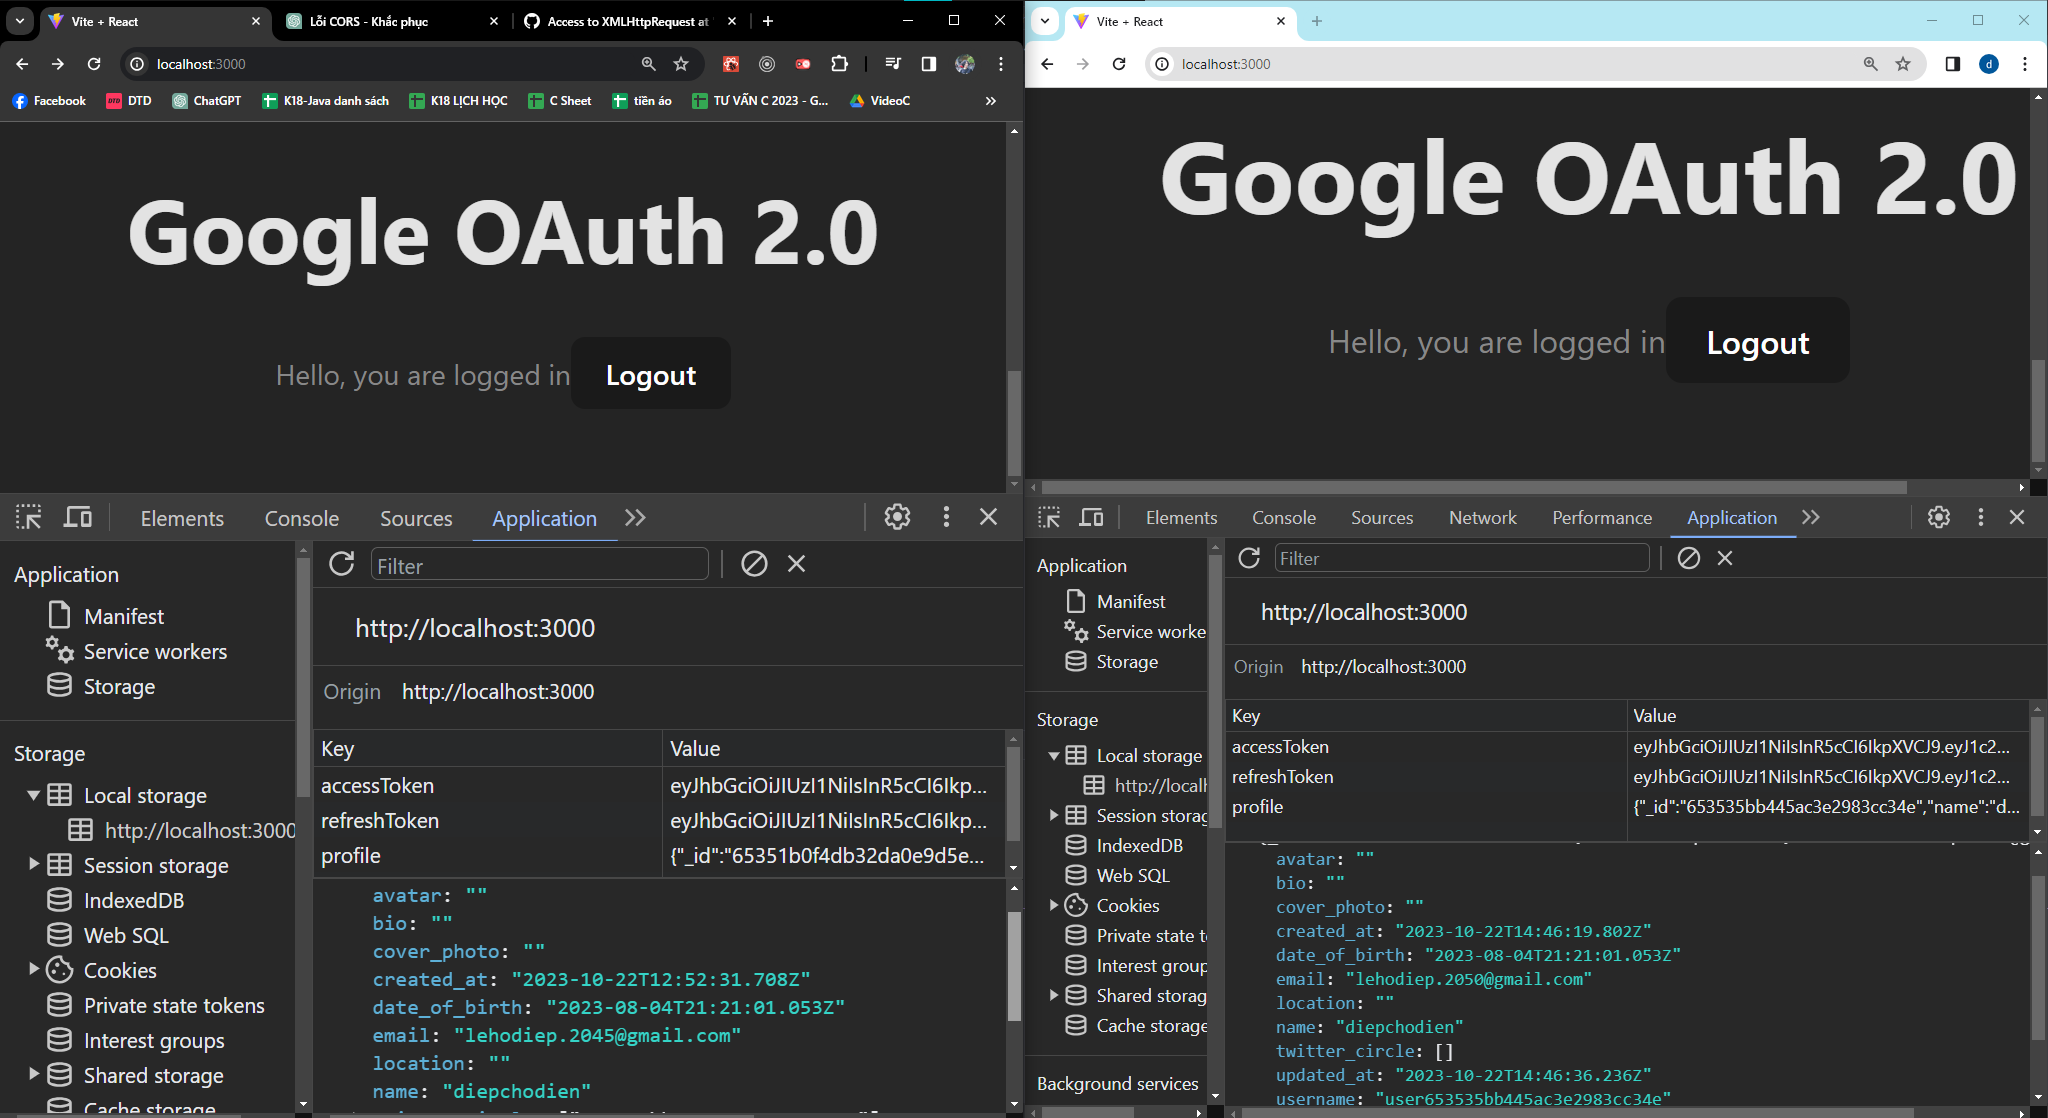 Vite + React
Lỗi CORS - Khắc phục
Access to XMLHttpRequest at
localhost:3000
Facebook
DTD
ChatGPT
K18-Java danh sách
K18 LỊCH HỌC
C Sheet
tiền áo
TƯ VẤN C 2023 - G...
VideoC
Google OAuth 2.0
Hello, you are logged in
Logout
Elements
Console
Sources
Application
Application
Manifest
Service workers
Storage
Storage
Local storage
http://localhost:3000
Session storage
IndexedDB
Web SQL
Cookies
Private state tokens
Interest groups
Shared storage
Cache storage
Filter
http://localhost:3000
Origin http://localhost:3000
Key Value
accessToken eyJhbGciOiJIUzI1NiIsInR5cCI6Ikp...
refreshToken eyJhbGciOiJIUzI1NiIsInR5cCI6Ikp...
profile {"_id":"65351b0f4db32da0e9d5e...
avatar: ""
bio: ""
cover_photo: ""
created_at: "2023-10-22T12:52:31.708Z"
date_of_birth: "2023-08-04T21:21:01.053Z"
email: "lehodiep.2045@gmail.com"
location: ""
name: "diepchodien"
Vite + React
localhost:3000
d
Google OAuth 2.0
Hello, you are logged in
Logout
Elements
Console
Sources
Network
Performance
Application
Application
Manifest
Service worke
Storage
Storage
Local storage
http://localh
Session storag
IndexedDB
Web SQL
Cookies
Private state t
Interest group
Shared storag
Cache storage
Background services
Filter
http://localhost:3000
Origin http://localhost:3000
Key Value
accessToken eyJhbGciOiJIUzI1NiIsInR5cCI6IkpXVCJ9.eyJ1c2...
refreshToken eyJhbGciOiJIUzI1NiIsInR5cCI6IkpXVCJ9.eyJ1c2...
profile {"_id":"653535bb445ac3e2983cc34e","name":"d...
avatar: ""
bio: ""
cover_photo: ""
created_at: "2023-10-22T14:46:19.802Z"
date_of_birth: "2023-08-04T21:21:01.053Z"
email: "lehodiep.2050@gmail.com"
location: ""
name: "diepchodien"
twitter_circle: []
updated_at: "2023-10-22T14:46:36.236Z"
username: "user653535bb445ac3e2983cc34e"